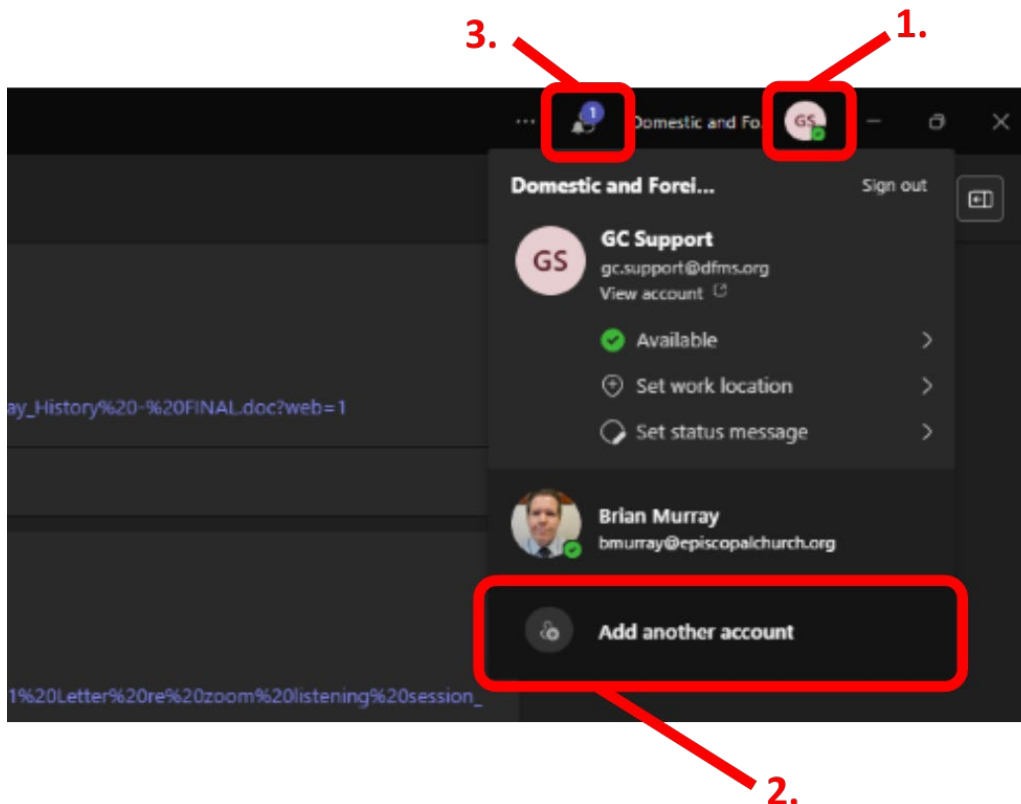 3.
1.
1
... Domestic and Fo... GS
Domestic and Forei... Sign out
GS
GC Support
gc.support@dfms.org
View account
Available
Set work location
ay_History%20-%20FINAL.doc?web=1
Set status message
Brian Murray
bmurray@episcopalchurch.org
Add another account
1%20Letter%20re%20zoom%20listening%20session_
2.